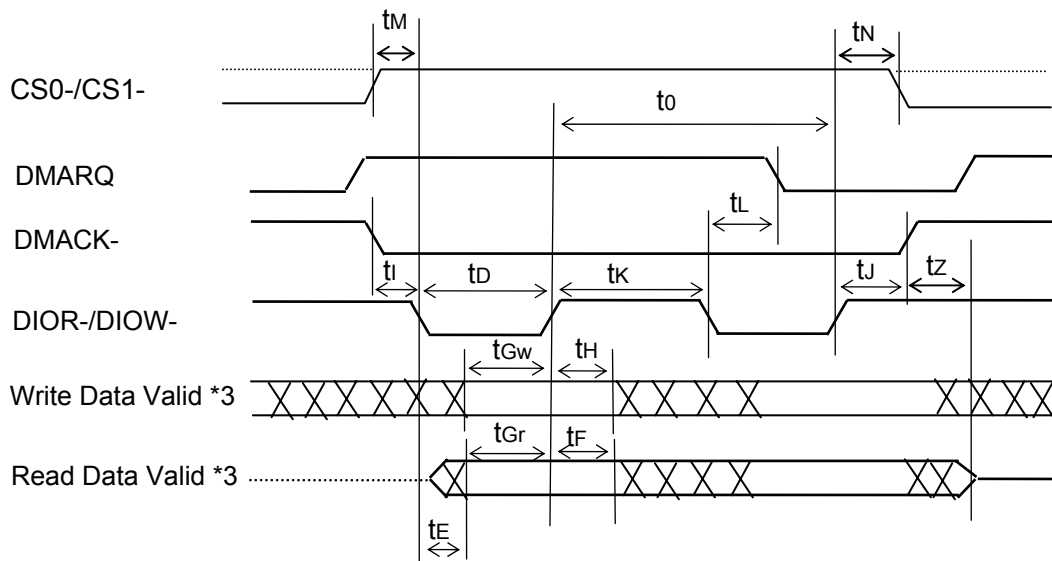 tM
tN
CS0-/CS1-
t0
DMARQ
tL
DMACK-
tI
tD
tK
tJ
tZ
DIOR-/DIOW-
tGw
tH
Write Data Valid *3
tGr
tF
Read Data Valid *3
tE